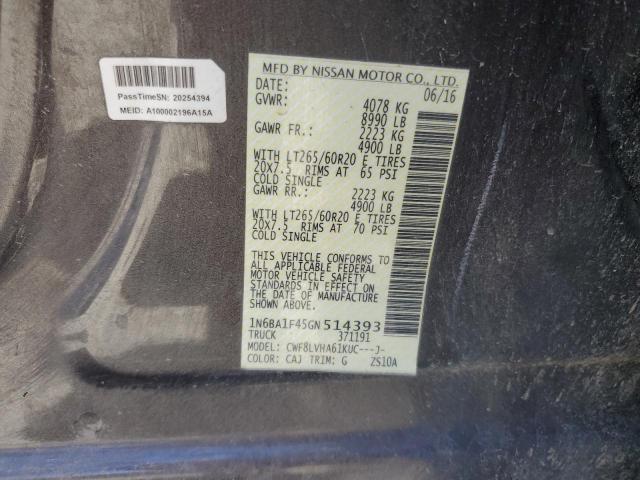 PassTimeSN: 20254394
MEID: A100002196A15A
MFD BY NISSAN MOTOR CO., LTD.
DATE: 06/16
GVWR: 4078 KG
8990 LB
GAWR FR.: 2223 KG
4900 LB
WITH LT265/60R20 E TIRES
20X7.5 RIMS AT 65 PSI
COLD SINGLE
GAWR RR.: 2223 KG
4900 LB
WITH LT265/60R20 E TIRES
20X7.5 RIMS AT 70 PSI
COLD SINGLE
THIS VEHICLE CONFORMS TO
ALL APPLICABLE FEDERAL
MOTOR VEHICLE SAFETY
STANDARDS IN EFFECT ON
THE DATE OF MANUFACTURE
SHOWN ABOVE.
1N6BA1F45GN514393
TRUCK 371191
MODEL: CWF8LVHA61KUC---J-
COLOR: CAJ TRIM: G ZS10A